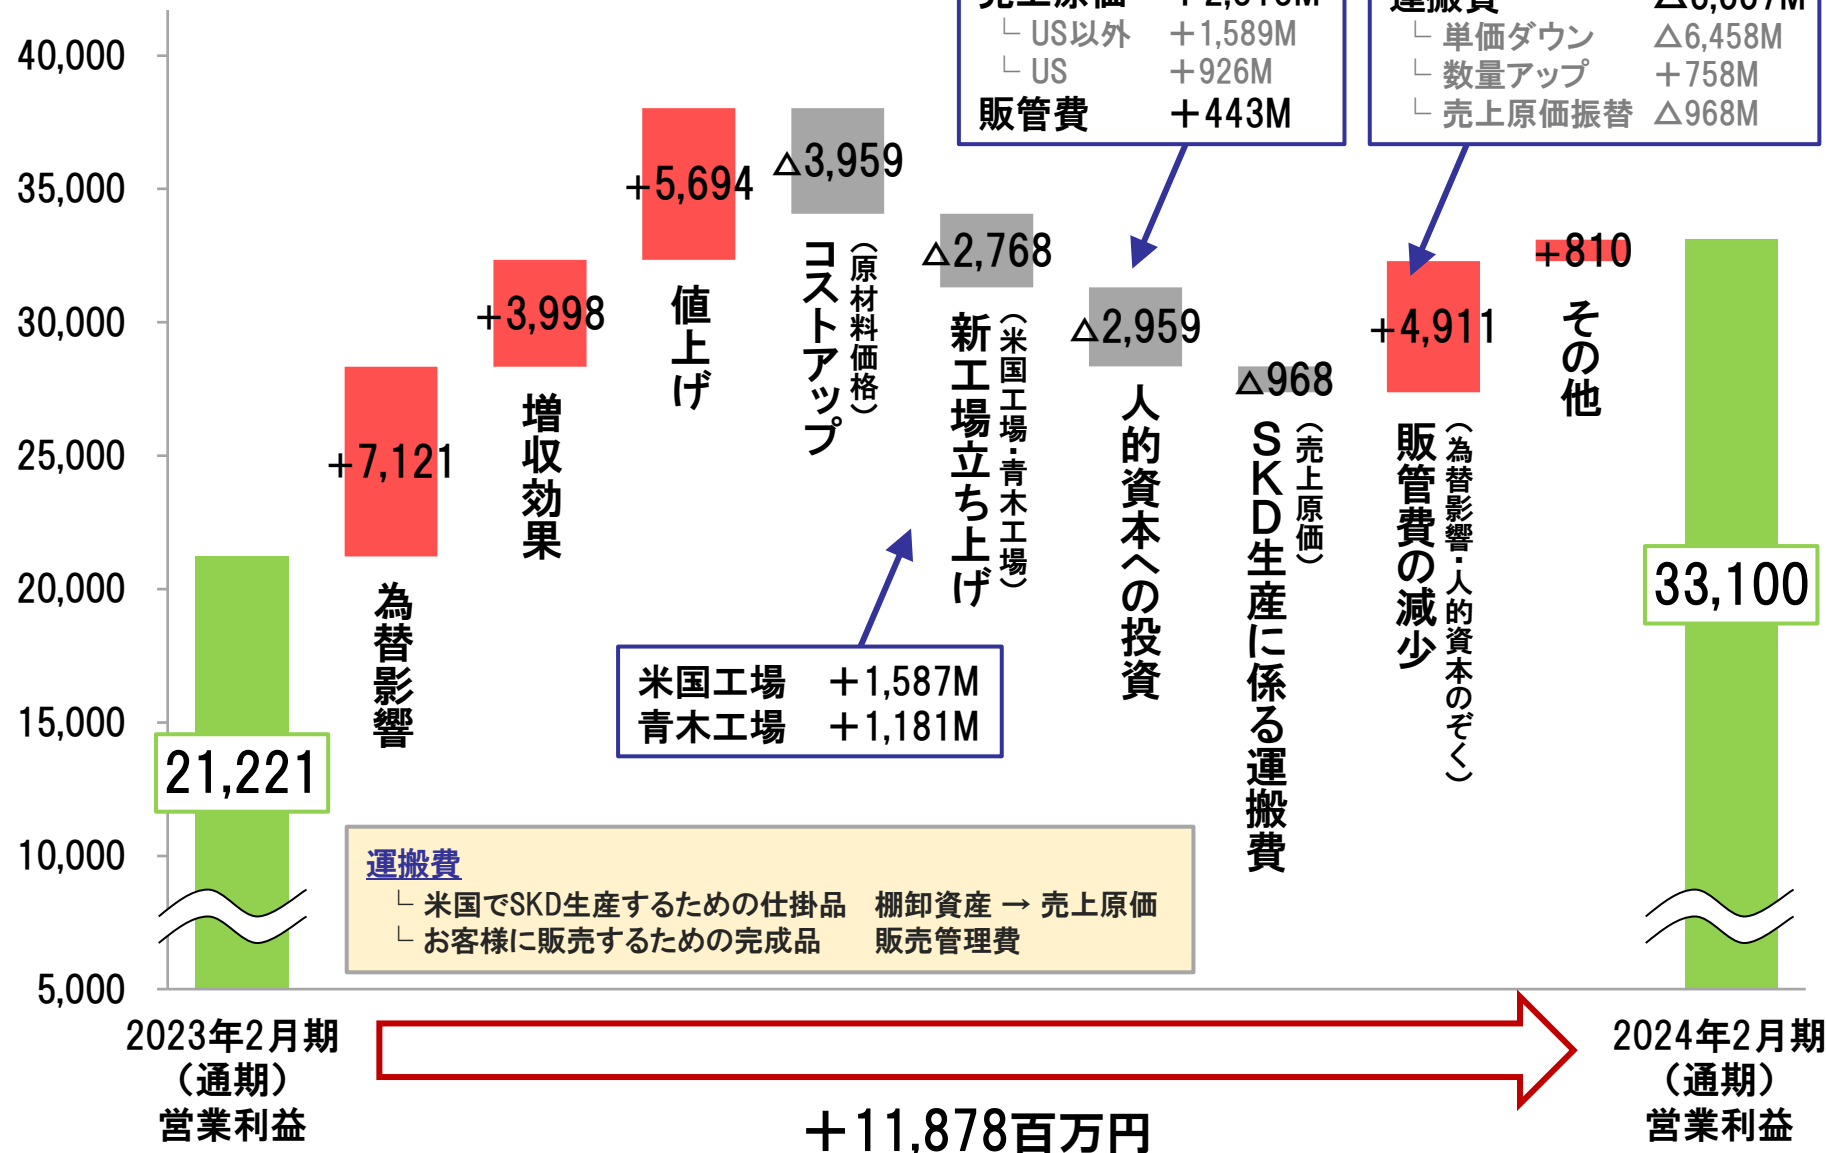 └ US以外 ＋1,589M
└ US ＋926M
販管費 ＋443M
└ 単価ダウン △6,458M
└ 数量アップ ＋758M
└ 売上原価振替 △968M
40,000
35,000
30,000
25,000
20,000
15,000
10,000
5,000
21,221
+7,121
為替影響
+3,998
増収効果
+5,694
値上げ
△3,959
コストアップ
（原材料価格）
△2,768
新工場立ち上げ
（米国工場・青木工場）
△2,959
人的資本への投資
△968
ＳＫＤ生産に係る運搬費
（売上原価）
+4,911
販管費の減少
（為替影響・人的資本のぞく）
+810
その他
33,100
米国工場 ＋1,587M
青木工場 ＋1,181M
運搬費
└ 米国でSKD生産するための仕掛品 棚卸資産 → 売上原価
└ お客様に販売するための完成品 販売管理費
2023年2月期
（通期）
営業利益
2024年2月期
（通期）
営業利益
＋11,878百万円